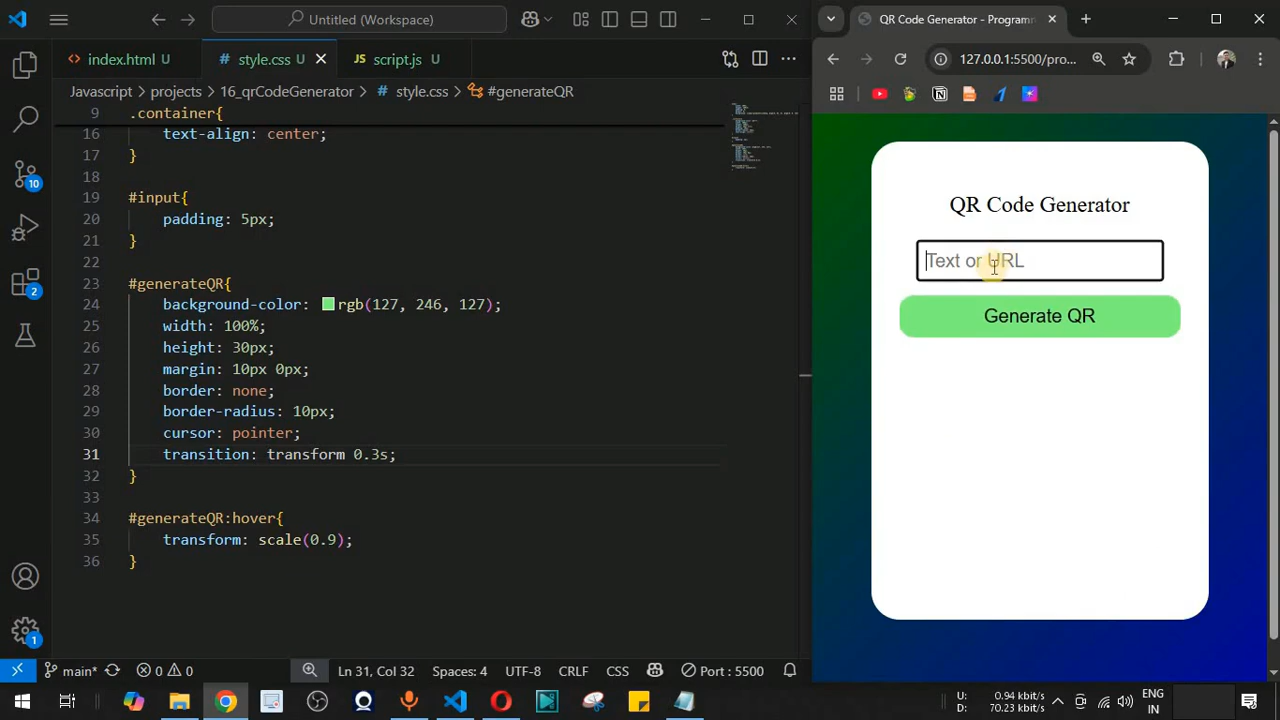 Untitled (Workspace)
QR Code Generator - Program
index.html U
style.css U
script.js U
127.0.0.1:5500/pro...
Javascript > projects > 16_qrCodeGenerator > style.css > #generateQR
9 .container{
16 text-align: center;
17 }
18
19 #input{
20 padding: 5px;
21 }
22
23 #generateQR{
24 background-color: rgb(127, 246, 127);
25 width: 100%;
26 height: 30px;
27 margin: 10px 0px;
28 border: none;
29 border-radius: 10px;
30 cursor: pointer;
31 transition: transform 0.3s;
32 }
33
34 #generateQR:hover{
35 transform: scale(0.9);
36 }
10
1
QR Code Generator
Text or URL
Generate QR
main* 0 0 Ln 31, Col 32 Spaces: 4 UTF-8 CRLF CSS Port : 5500
U: 0.94 kbit/s
D: 70.23 kbit/s
ENG
IN